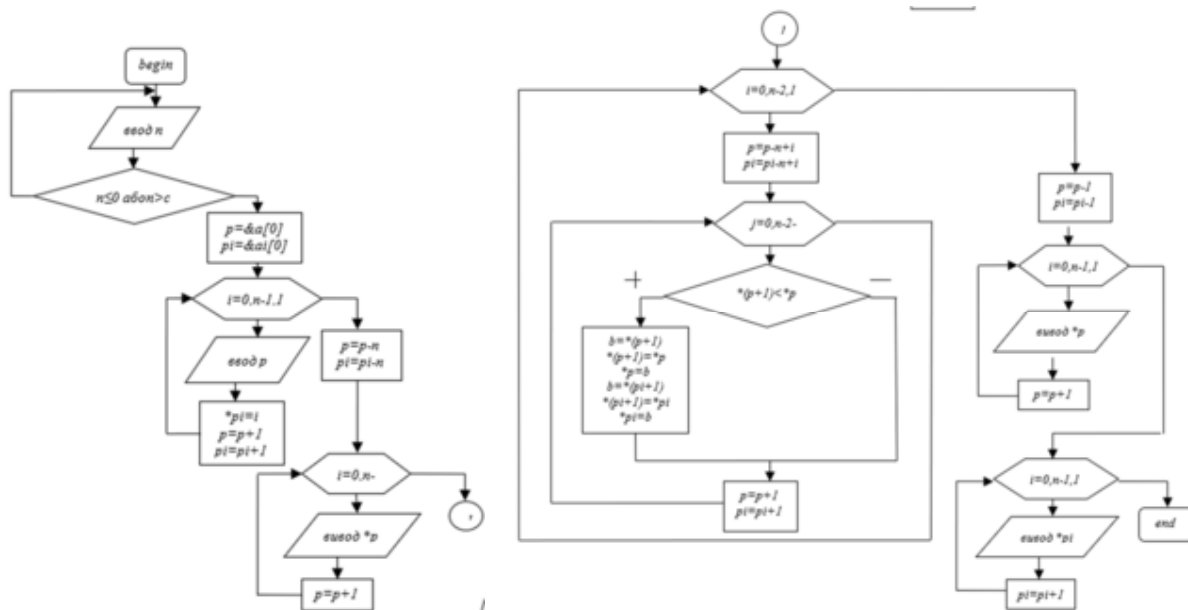 begin
ввод n
n≤0 або n>c
p=&a[0]
pi=&ai[0]
i=0,n-1,1
ввод p
*pi=i
p=p+1
pi=pi+1
p=p-n
pi=pi-n
i=0,n-
вивод *p
p=p+1
1
i=0,n-2,1
p=p-n+i
pi=pi-n+i
j=0,n-2-
*(p+1)<*p
+
—
b=*(p+1)
*(p+1)=*p
*p=b
b=*(pi+1)
*(pi+1)=*pi
*pi=b
p=p+1
pi=pi+1
p=p-1
pi=pi-1
i=0,n-1,1
вивод *p
p=p+1
i=0,n-1,1
вивод *pi
pi=pi+1
end